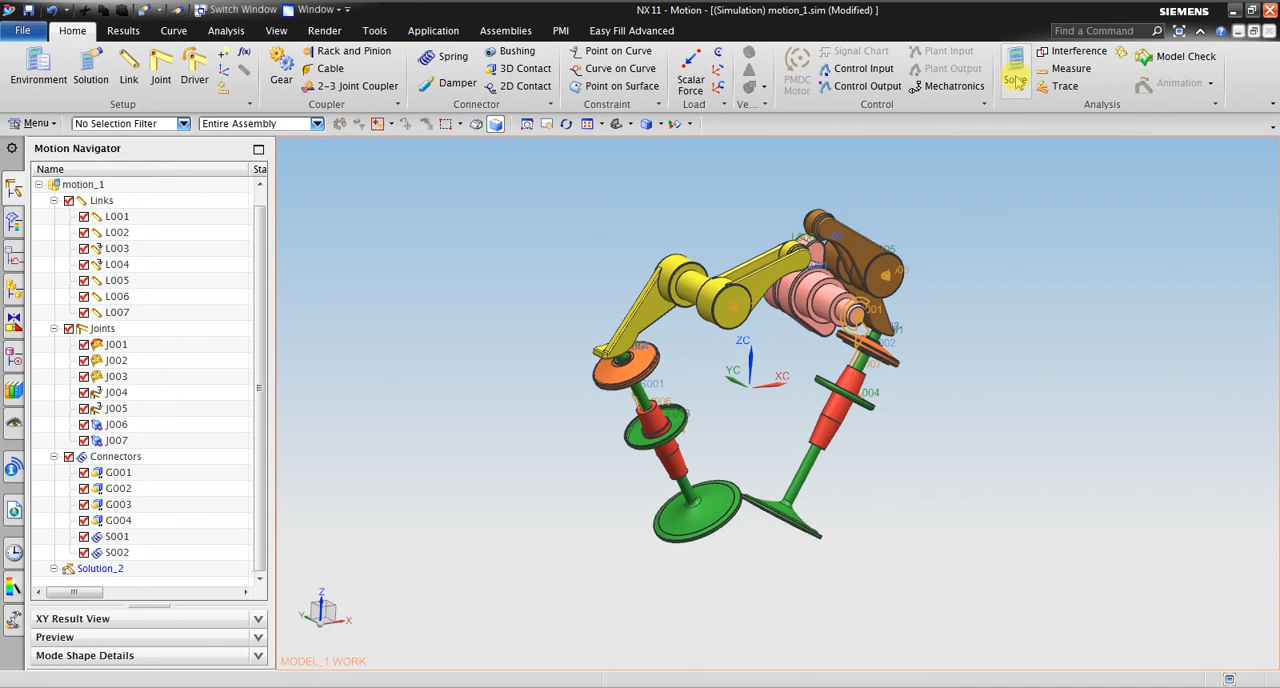 Switch Window Window
NX 11 - Motion - [(Simulation) motion_1.sim (Modified) ]
SIEMENS
File Home Results Curve Analysis View Render Tools Application Assemblies PMI Easy Fill Advanced
Find a Command
Environment Solution Link Joint Driver f(x)
Setup
Gear
Rack and Pinion
Cable
2-3 Joint Coupler
Coupler
Spring
Damper
Bushing
3D Contact
2D Contact
Connector
Point on Curve
Curve on Curve
Point on Surface
Constraint
Scalar
Force
Load
Ve...
PMDC
Motor
Signal Chart
Control Input
Control Output
Plant Input
Plant Output
Mechatronics
Control
Solve
Interference
Measure
Trace
Model Check
Animation
Analysis
Menu No Selection Filter Entire Assembly
Motion Navigator
Name Sta
motion_1
Links
L001
L002
L003
L004
L005
L006
L007
Joints
J001
J002
J003
J004
J005
J006
J007
Connectors
G001
G002
G003
G004
S001
S002
Solution_2
XY Result View
Preview
Mode Shape Details
ZC
YC
XC
Z
Y
X
MODEL_1 WORK